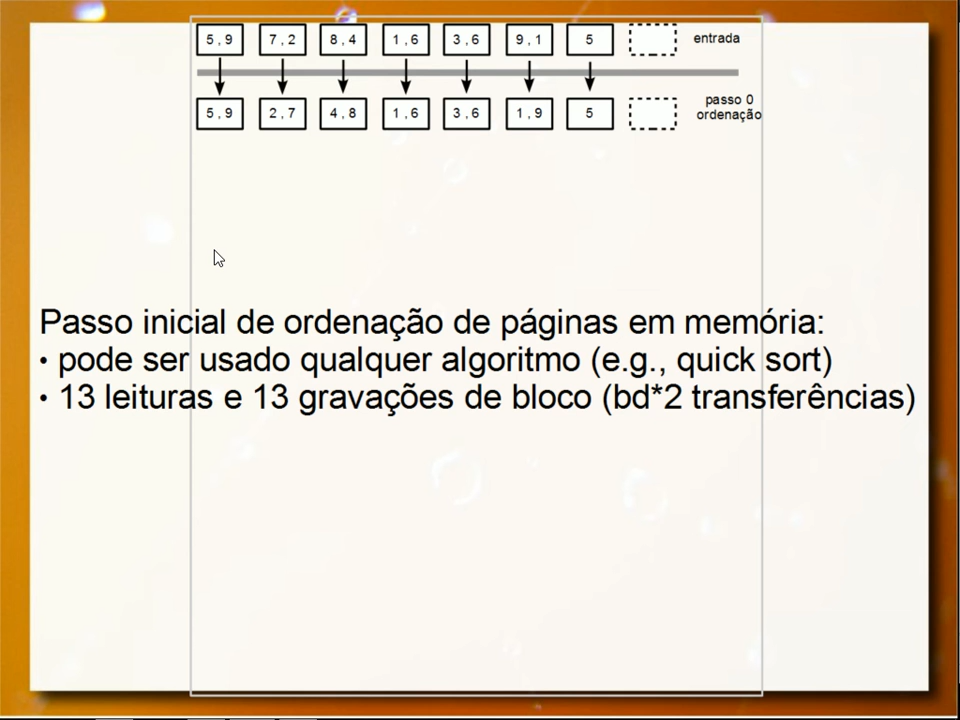 5 , 9 7 , 2 8 , 4 1 , 6 3 , 6 9 , 1 5 entrada
5 , 9 2 , 7 4 , 8 1 , 6 3 , 6 1 , 9 5 passo 0
ordenação
Passo inicial de ordenação de páginas em memória:
• pode ser usado qualquer algoritmo (e.g., quick sort)
• 13 leituras e 13 gravações de bloco (bd*2 transferências)